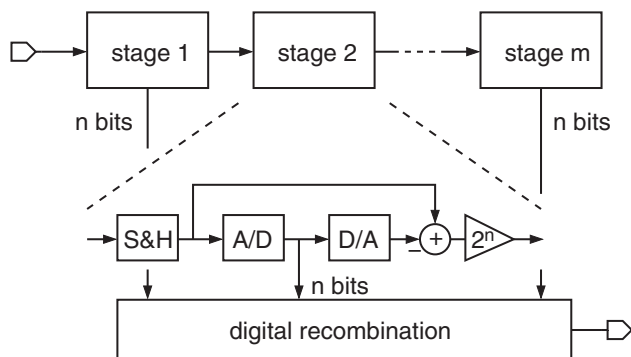 stage 1
stage 2
stage m
n bits
n bits
S&H
A/D
D/A
−
+
2ⁿ
n bits
digital recombination